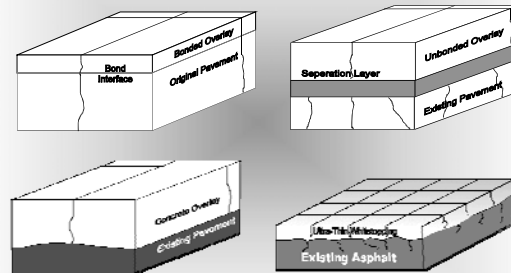 Bonded Overlay
Bond
Interface
Original Pavement
Unbonded Overlay
Seperation Layer
Existing Pavement
Concrete Overlay
Existing Pavement
Ultra-Thin Whitetopping
Existing Asphalt